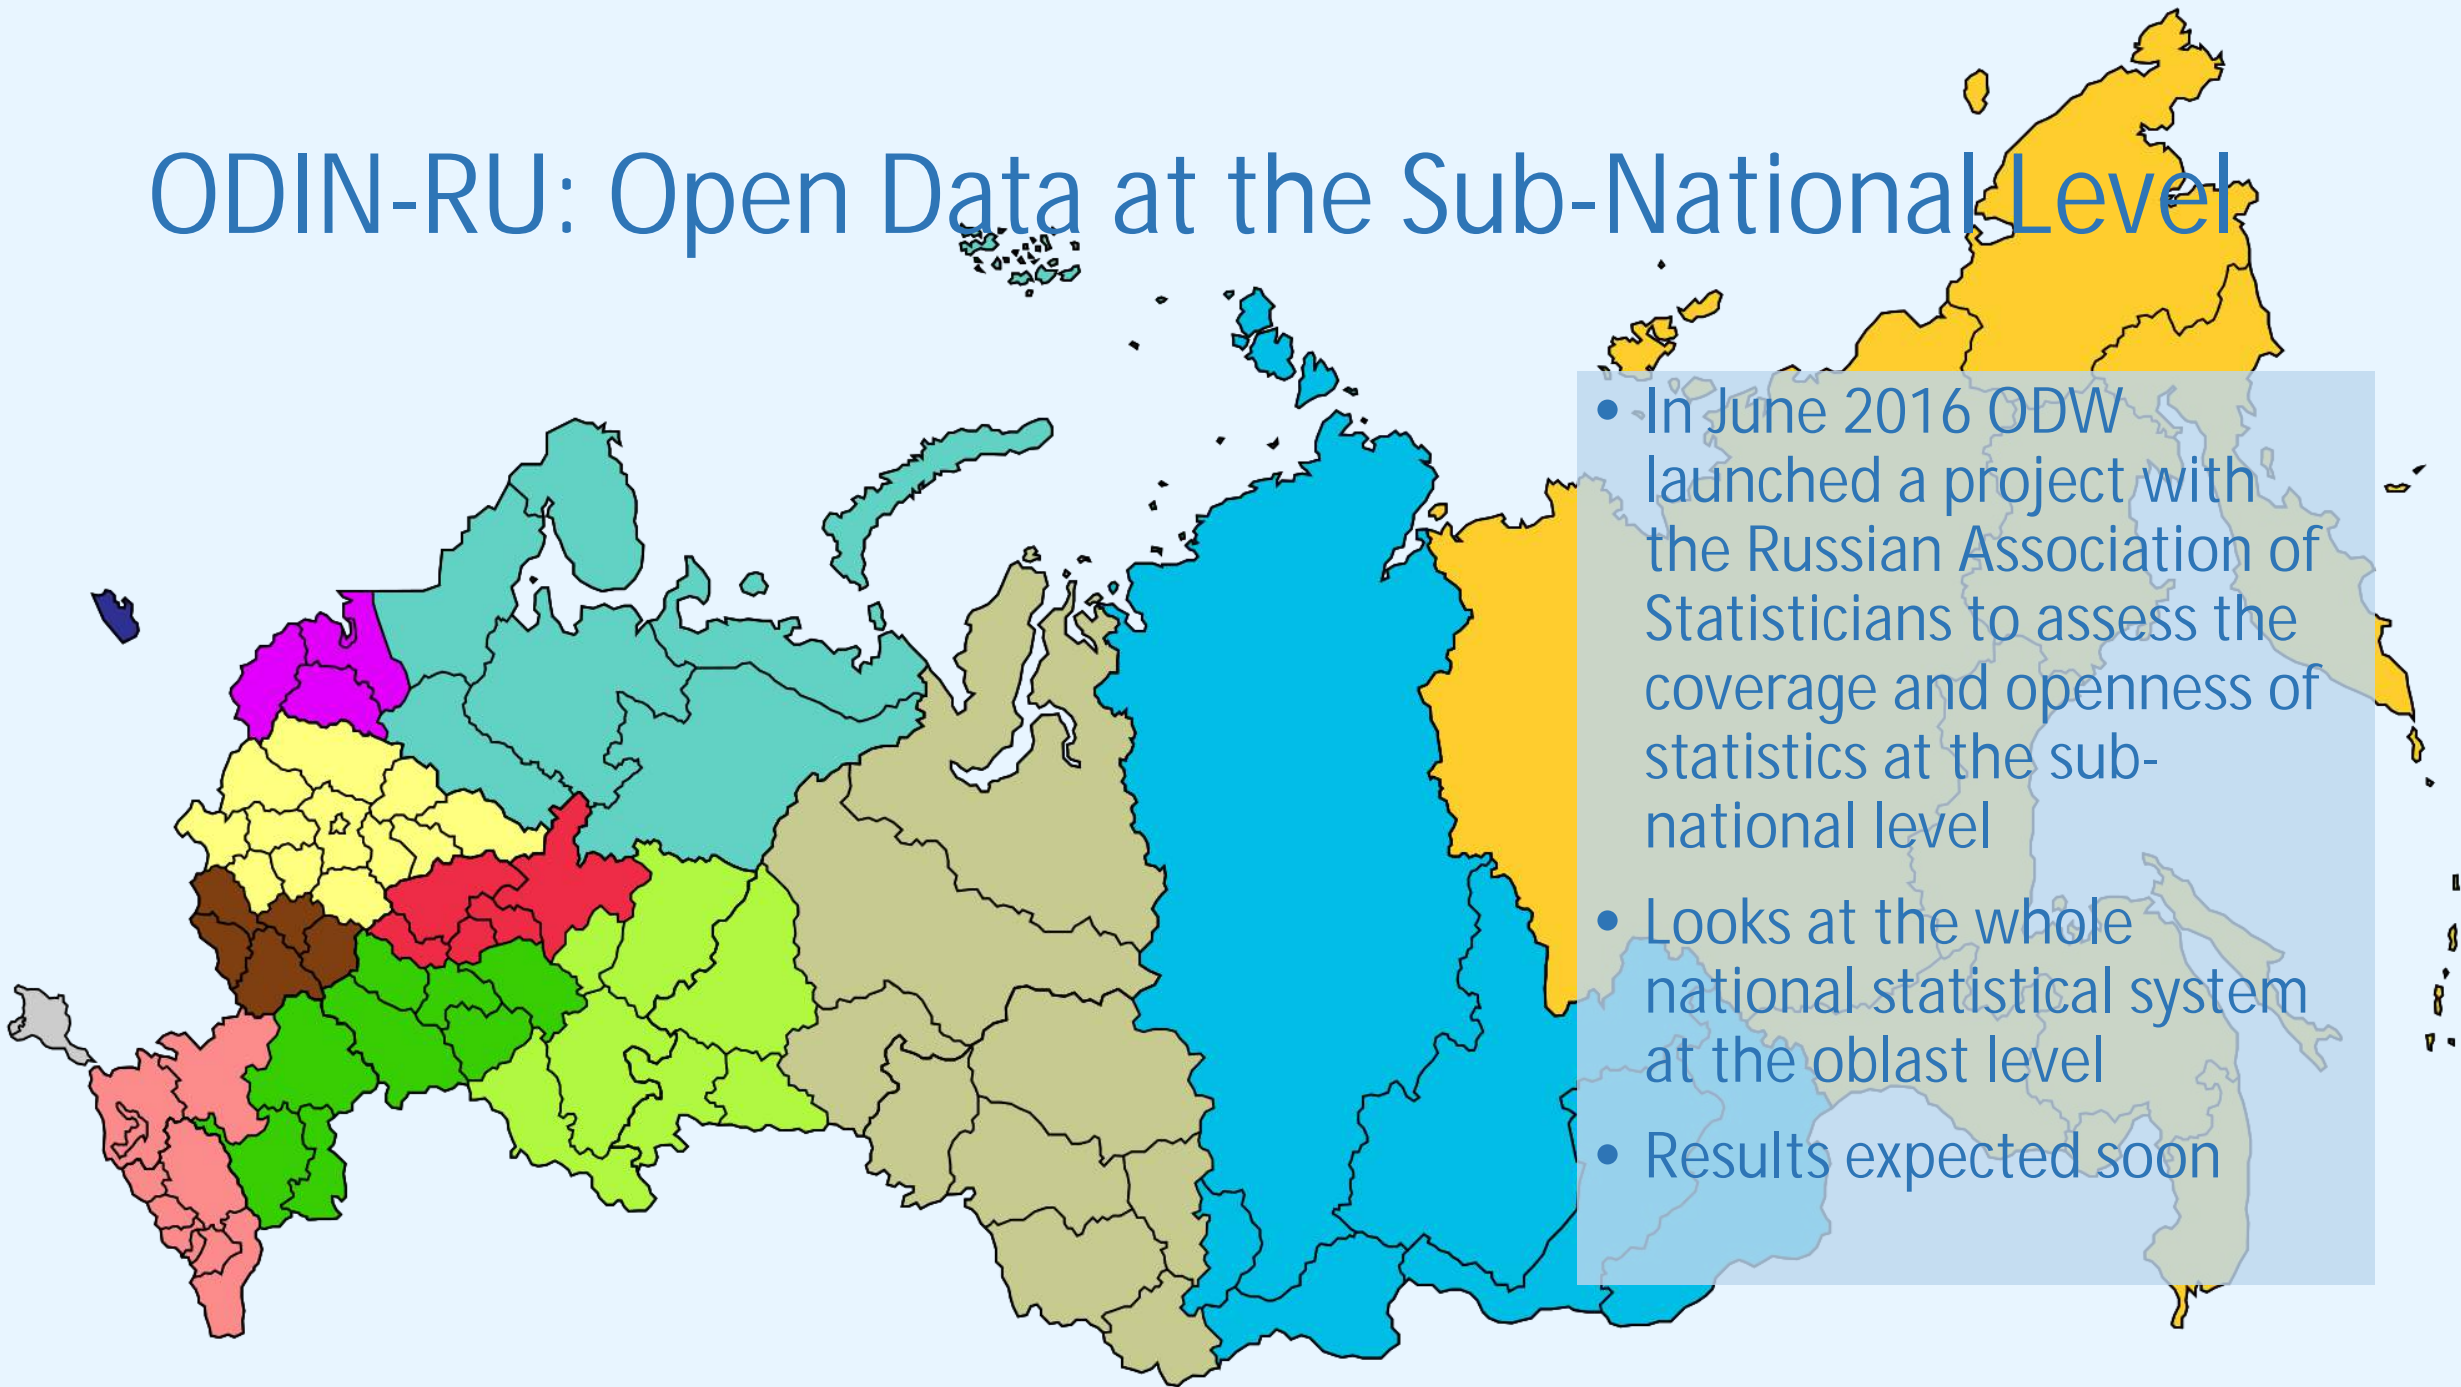 ODIN-RU: Open Data at the Sub-National Level
• In June 2016 ODW
launched a project with
the Russian Association of
Statisticians to assess the
coverage and openness of
statistics at the sub-
national level
• Looks at the whole
national statistical system
at the oblast level
• Results expected soon